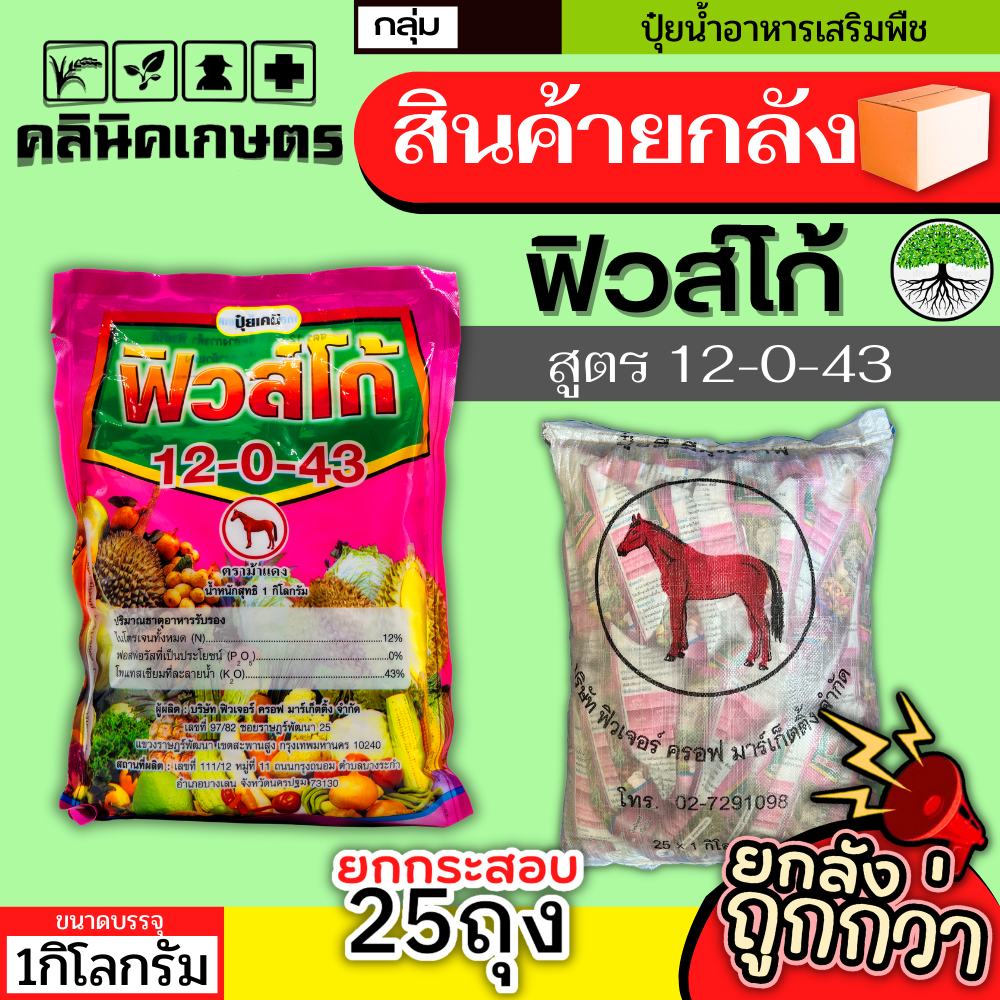 กลุ่ม
ปุ๋ยน้ำอาหารเสริมพืช
คลินิคเกษตร
สินค้ายกลัง
ฟิวส์โก้
สูตร 12-0-43
ปุ๋ยเคมี
ฟิวส์โก้
12-0-43
ตราม้าแดง
น้ำหนักสุทธิ 1 กิโลกรัม
ปริมาณธาตุอาหารรับรอง
ไนโตรเจนทั้งหมด (N)..........12%
ฟอสฟอรัสที่เป็นประโยชน์ (P₂O₅)..........0%
โพแทสเซียมที่ละลายน้ำ (K₂O)..........43%
ผู้ผลิต : บริษัท ฟิวเจอร์ ครอฟ มาร์เก็ตติ้ง จำกัด
เลขที่ 97/82 ซอยราษฎร์พัฒนา 25
แขวงราษฎร์พัฒนา เขตสะพานสูง กรุงเทพมหานคร 10240
สถานที่ผลิต : เลขที่ 111/12 หมู่ที่ 11 ถนนกรุงถนอม ตำบลบางระกำ
อำเภอบางเลน จังหวัดนครปฐม 73130
บริษัท ฟิวเจอร์ ครอฟ มาร์เก็ตติ้ง จำกัด
โทร. 02-7291098
25 x 1 กิโล
ยกกระสอบ
25ถุง
ยกลัง
ถูกกว่า
ขนาดบรรจุ
1กิโลกรัม